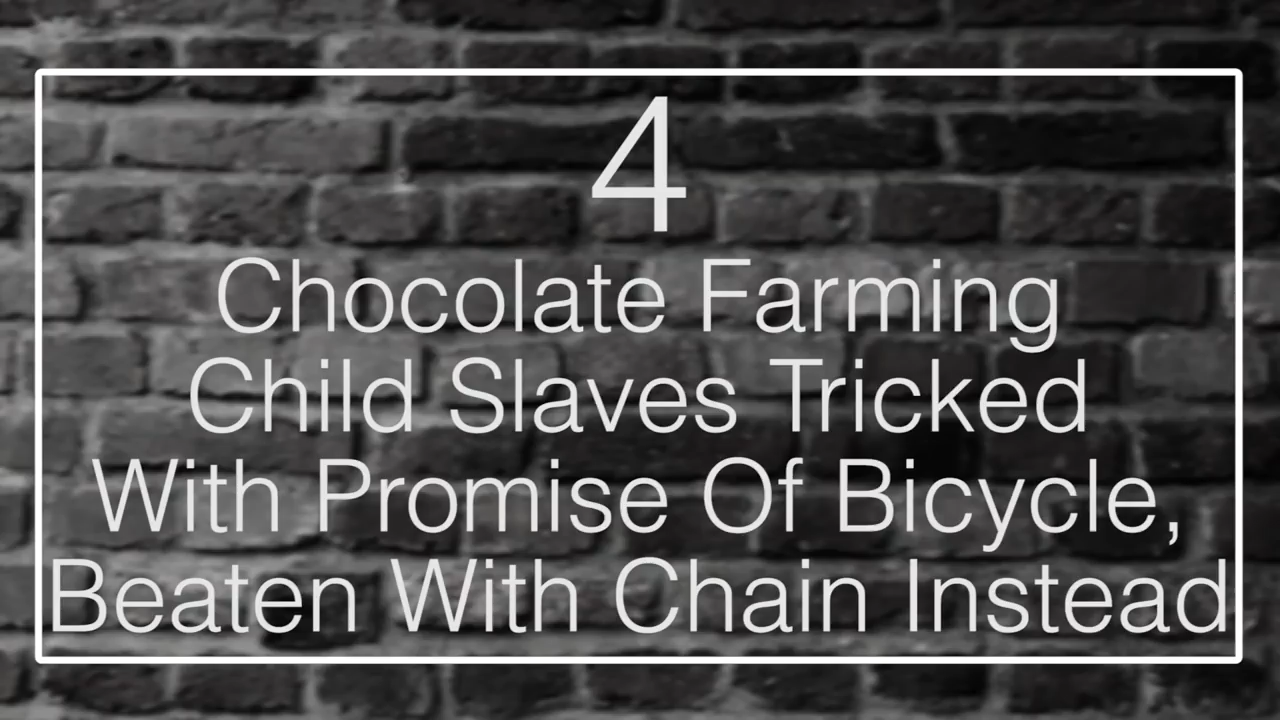 4
Chocolate Farming
Child Slaves Tricked
With Promise Of Bicycle,
Beaten With Chain Instead